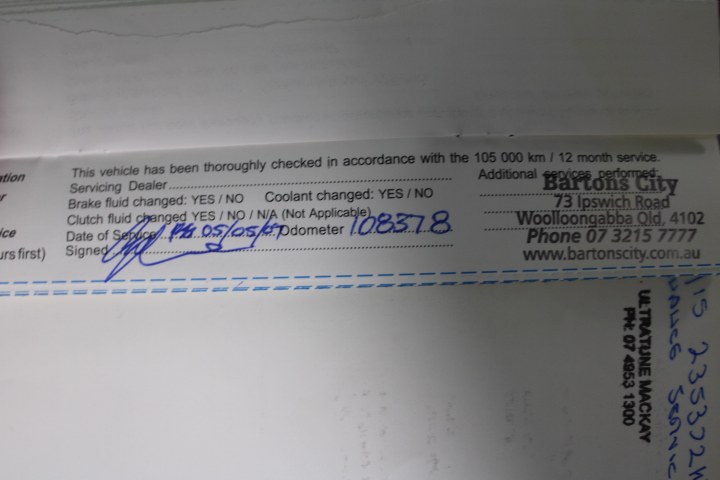 ation
This vehicle has been thoroughly checked in accordance with the 105 000 km / 12 month service.
Servicing Dealer
Additional services performed:
Brake fluid changed: YES / NO Coolant changed: YES / NO
Clutch fluid changed YES / NO / N/A (Not Applicable)
Date of Service 05/05/ Odometer 108378
Signed
ice
urs first)
Bartons City
73 Ipswich Road
Woolloongabba Qld, 4102
Phone 07 3215 7777
www.bartonscity.com.au
ULTRATUNE MACKAY
PH: 07 4953 1300